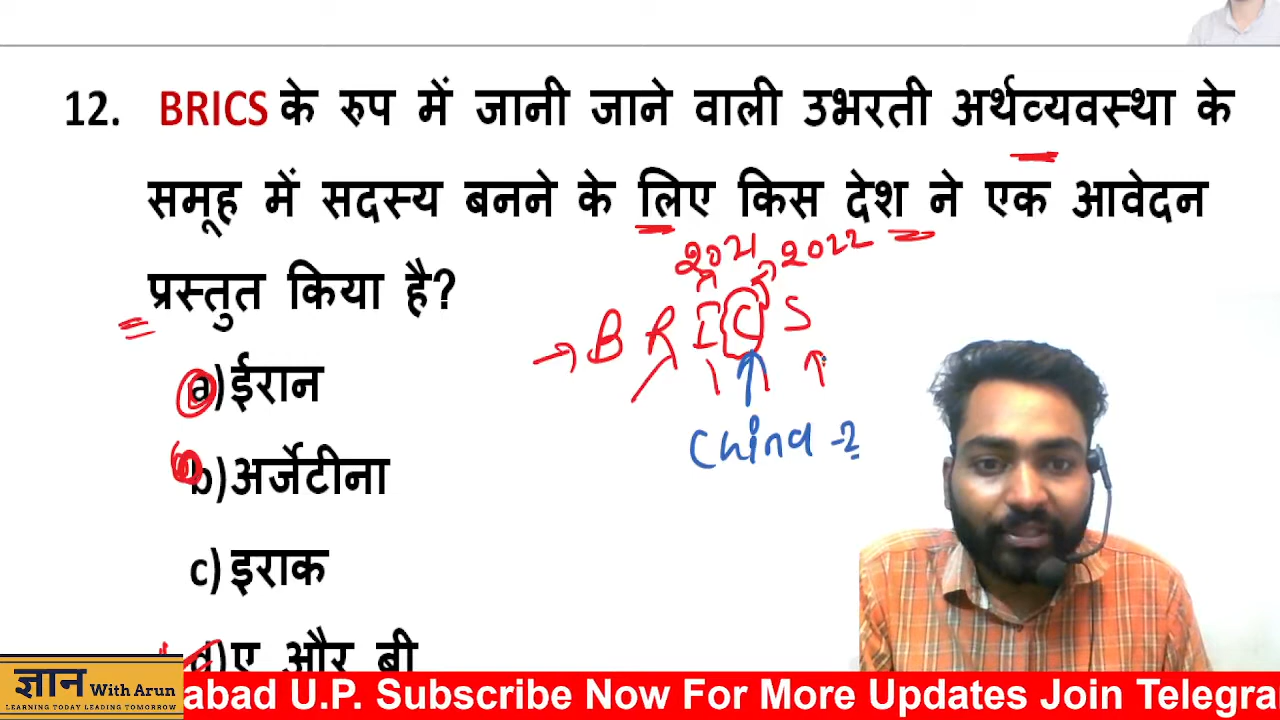 12. BRICS के रुप में जानी जाने वाली उभरती अर्थव्यवस्था के
समूह में सदस्य बनने के लिए किस देश ने एक आवेदन
प्रस्तुत किया है?
2021 2022
B R I C S
a) ईरान
China -2
b) अर्जेटीना
c) इराक
d) ए और बी
ज्ञान With Arun
LEARNING TODAY LEADING TOMORROW
abad U.P. Subscribe Now For More Updates Join Telegra